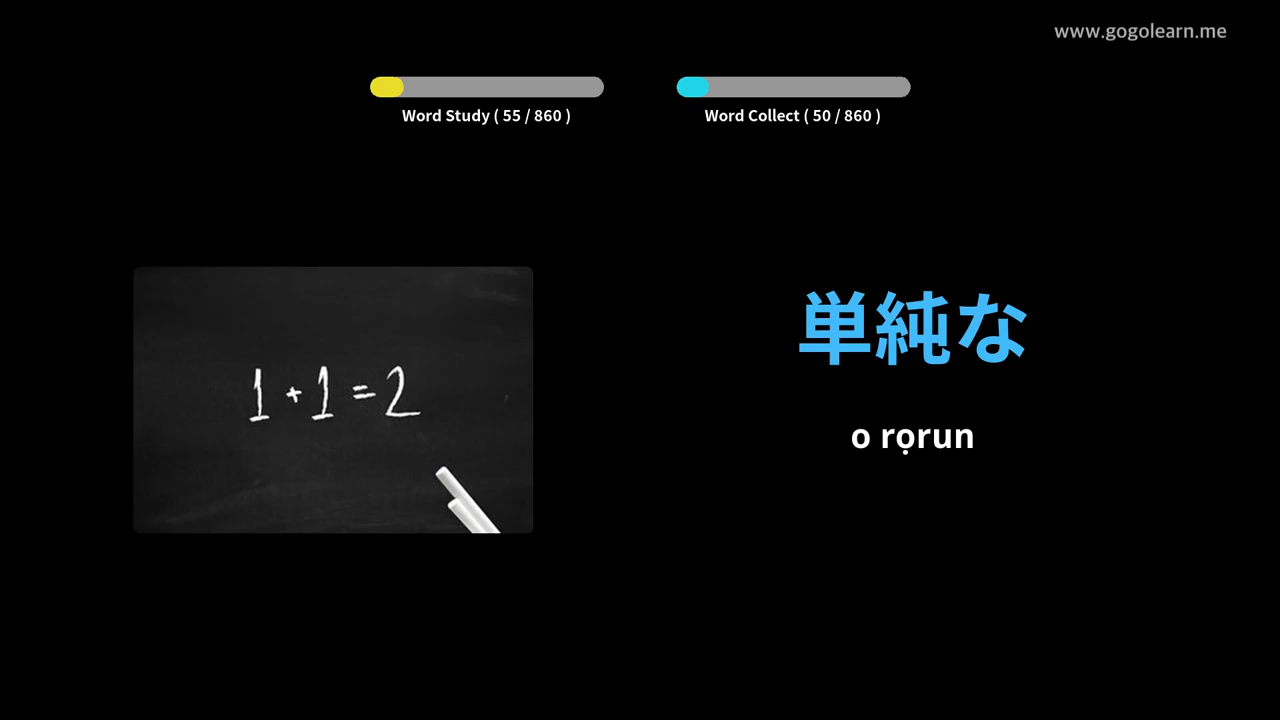 www.gogolearn.me
Word Study ( 55 / 860 )
Word Collect ( 50 / 860 )
1 + 1 = 2
単純な
o rọrun